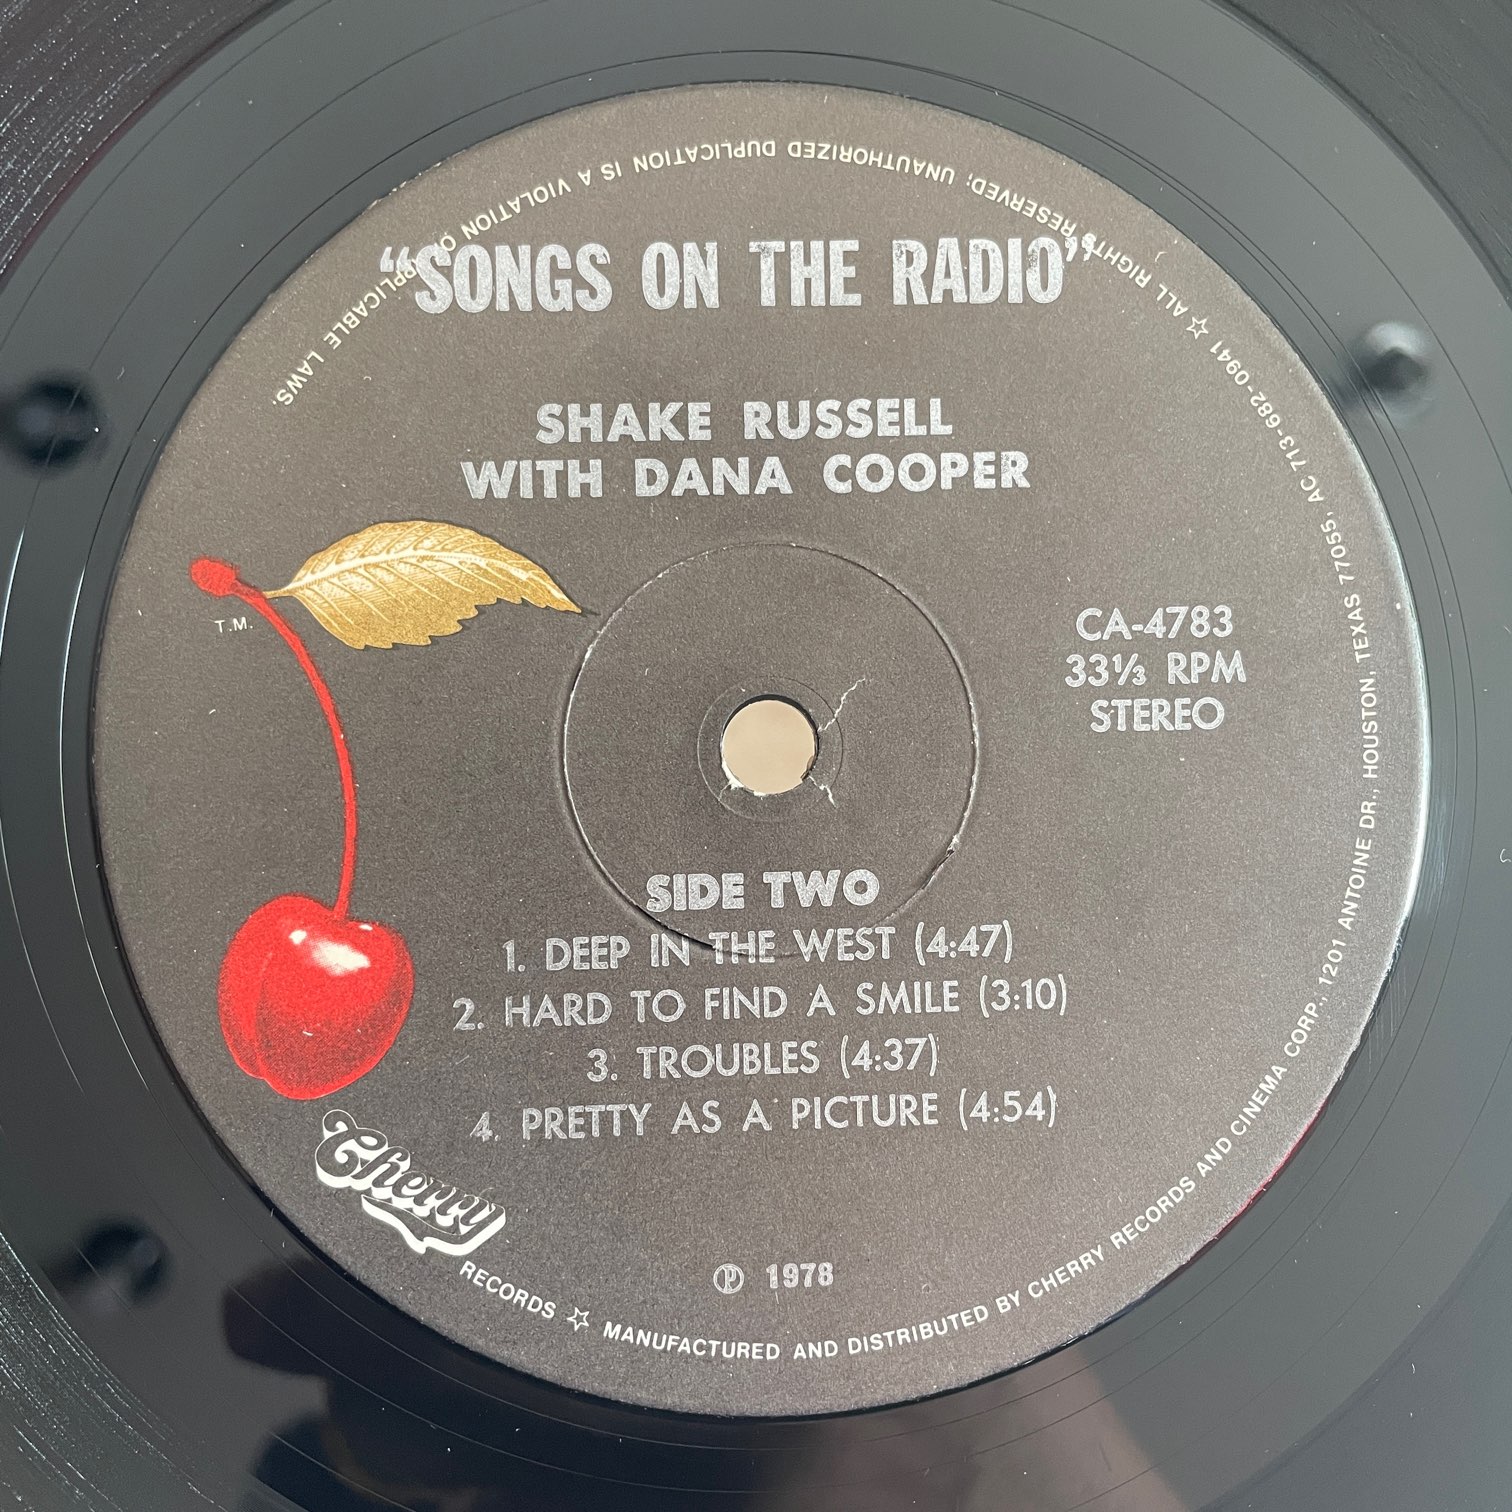 “SONGS ON THE RADIO”
SHAKE RUSSELL
WITH DANA COOPER
T.M.
CA-4783
33⅓ RPM
STEREO
SIDE TWO
1. DEEP IN THE WEST (4:47)
2. HARD TO FIND A SMILE (3:10)
3. TROUBLES (4:37)
4. PRETTY AS A PICTURE (4:54)
℗ 1978
Cherry
RECORDS ☆ MANUFACTURED AND DISTRIBUTED BY CHERRY RECORDS AND CINEMA CORP., 1201 ANTOINE DR., HOUSTON, TEXAS 77055, AC 713-682-0941 ☆ ALL RIGHTS RESERVED; UNAUTHORIZED DUPLICATION IS A VIOLATION OF APPLICABLE LAWS.